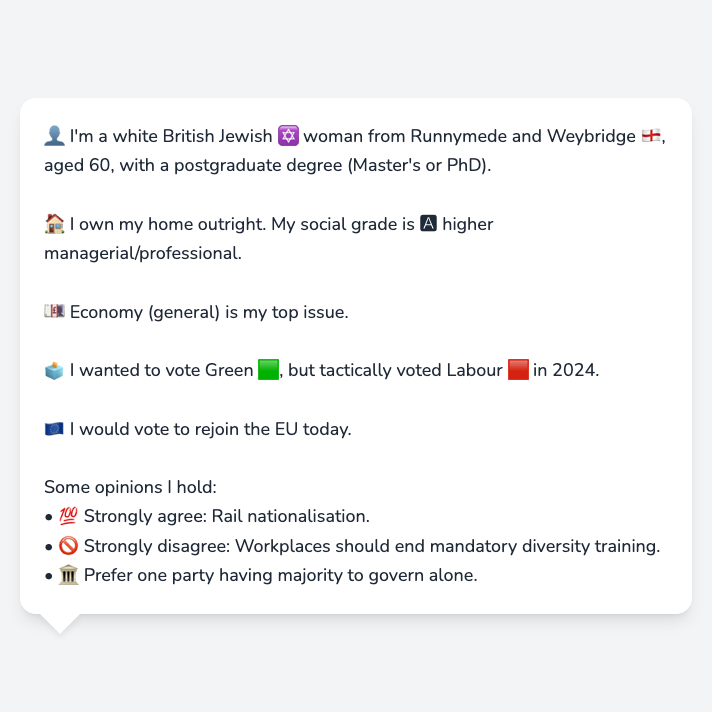 👤 I'm a white British Jewish ✡️ woman from Runnymede and Weybridge 🏴󠁧󠁢󠁥󠁮󠁧󠁿,
aged 60, with a postgraduate degree (Master's or PhD).
🏠 I own my home outright. My social grade is 🅰 higher
managerial/professional.
💷 Economy (general) is my top issue.
🗳️ I wanted to vote Green 🟩, but tactically voted Labour 🟥 in 2024.
🇪🇺 I would vote to rejoin the EU today.
Some opinions I hold:
• 💯 Strongly agree: Rail nationalisation.
• 🚫 Strongly disagree: Workplaces should end mandatory diversity training.
• 🏛️ Prefer one party having majority to govern alone.